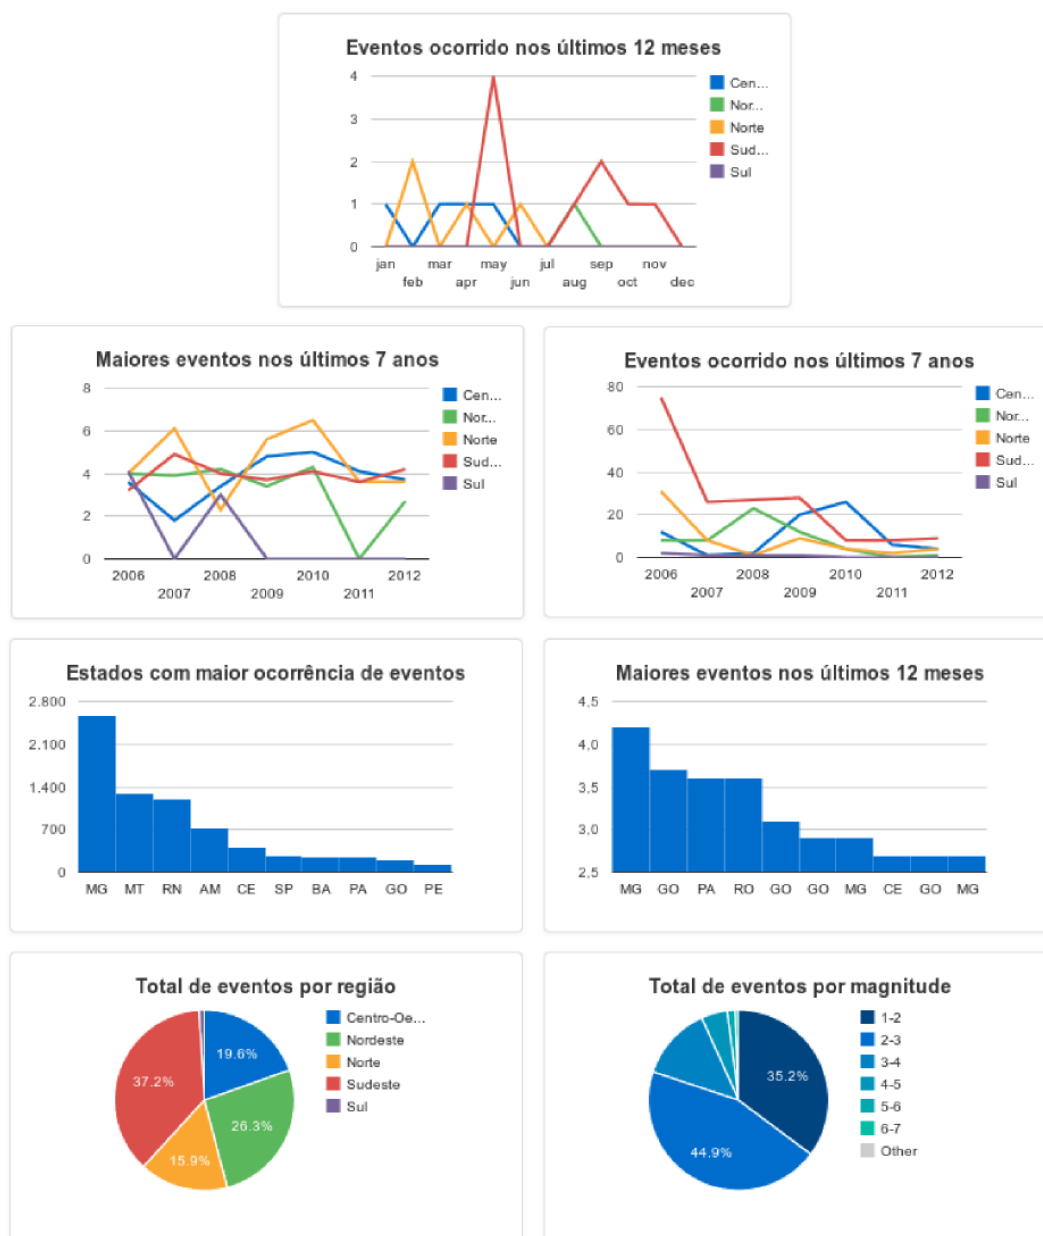 Eventos ocorrido nos últimos 12 meses
4
3
2
1
0
jan
feb
mar
apr
may
jun
jul
aug
sep
oct
nov
dec
Cen...
Nor...
Norte
Sud...
Sul
Maiores eventos nos últimos 7 anos
8
6
4
2
0
2006
2007
2008
2009
2010
2011
2012
Cen...
Nor...
Norte
Sud...
Sul
Eventos ocorrido nos últimos 7 anos
80
60
40
20
0
2006
2007
2008
2009
2010
2011
2012
Cen...
Nor...
Norte
Sud...
Sul
Estados com maior ocorrência de eventos
2.800
2.100
1.400
700
0
MG MT RN AM CE SP BA PA GO PE
Maiores eventos nos últimos 12 meses
4,5
4,0
3,5
3,0
2,5
MG GO PA RO GO GO MG CE GO MG
Total de eventos por região
19.6%
37.2%
26.3%
15.9%
Centro-Oe...
Nordeste
Norte
Sudeste
Sul
Total de eventos por magnitude
35.2%
44.9%
1-2
2-3
3-4
4-5
5-6
6-7
Other